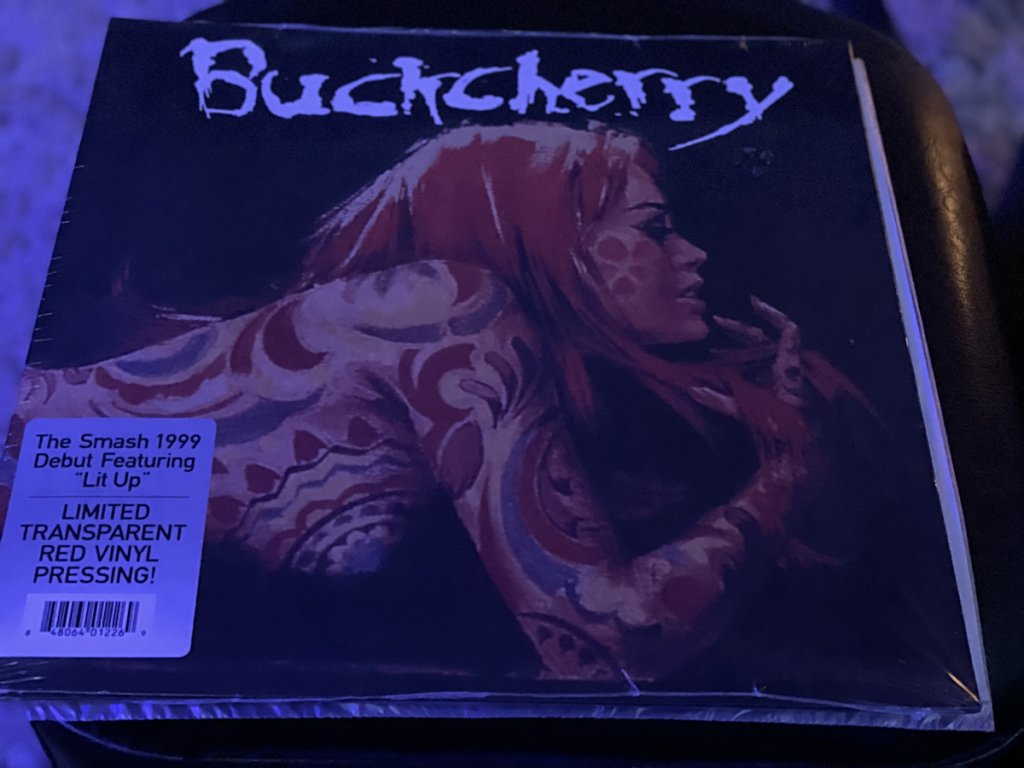 Buckcherry
The Smash 1999
Debut Featuring
"Lit Up"
LIMITED
TRANSPARENT
RED VINYL
PRESSING!
8 48064 01226 9